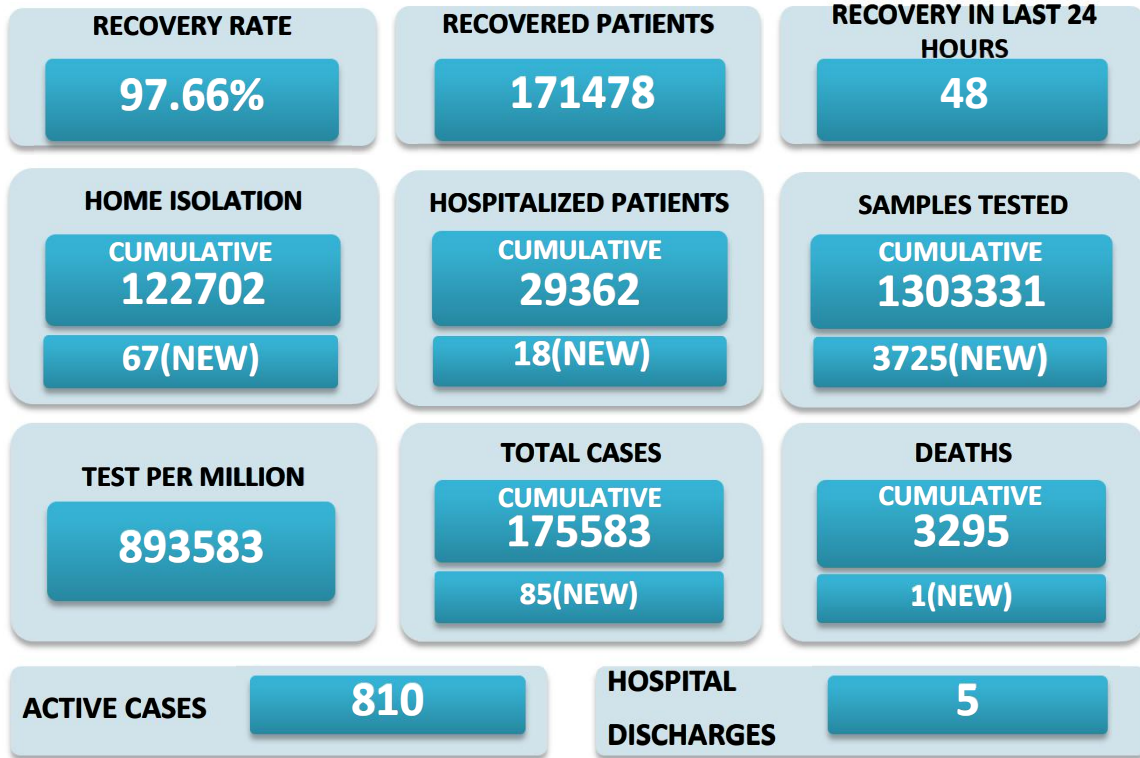 RECOVERY RATE
97.66%
RECOVERED PATIENTS
171478
RECOVERY IN LAST 24
HOURS
48
HOME ISOLATION
CUMULATIVE
122702
67(NEW)
HOSPITALIZED PATIENTS
CUMULATIVE
29362
18(NEW)
SAMPLES TESTED
CUMULATIVE
1303331
3725(NEW)
TEST PER MILLION
893583
TOTAL CASES
CUMULATIVE
175583
85(NEW)
DEATHS
CUMULATIVE
3295
1(NEW)
ACTIVE CASES
810
HOSPITAL
DISCHARGES
5